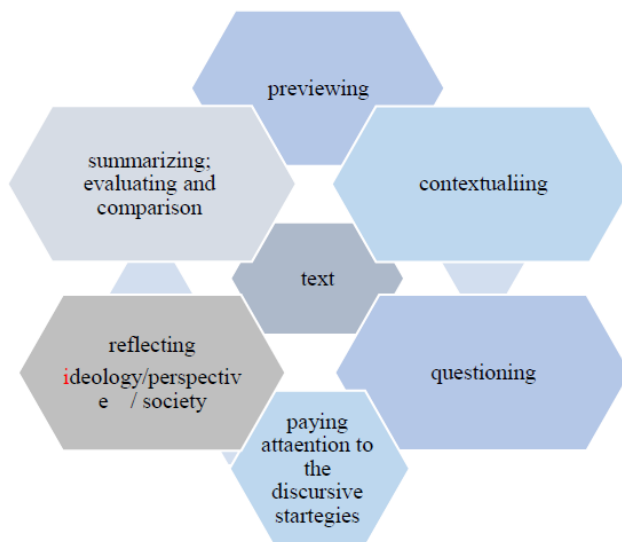 previewing
contextualiing
questioning
paying
attaention to
the
discursive
startegies
reflecting
ideology/perspectiv
e / society
summarizing;
evaluating and
comparison
text